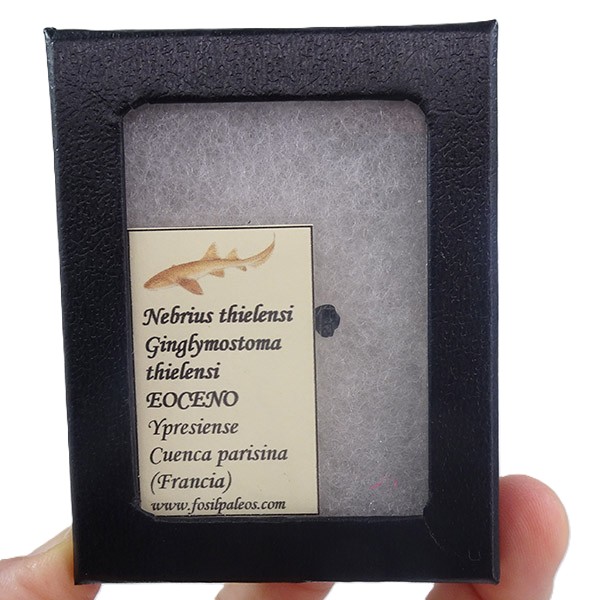 Nebrius thielensi
Ginglymostoma
thielensi
EOCENO
Ypresiense
Cuenca parisina
(Francia)
www.fosilpaleos.com